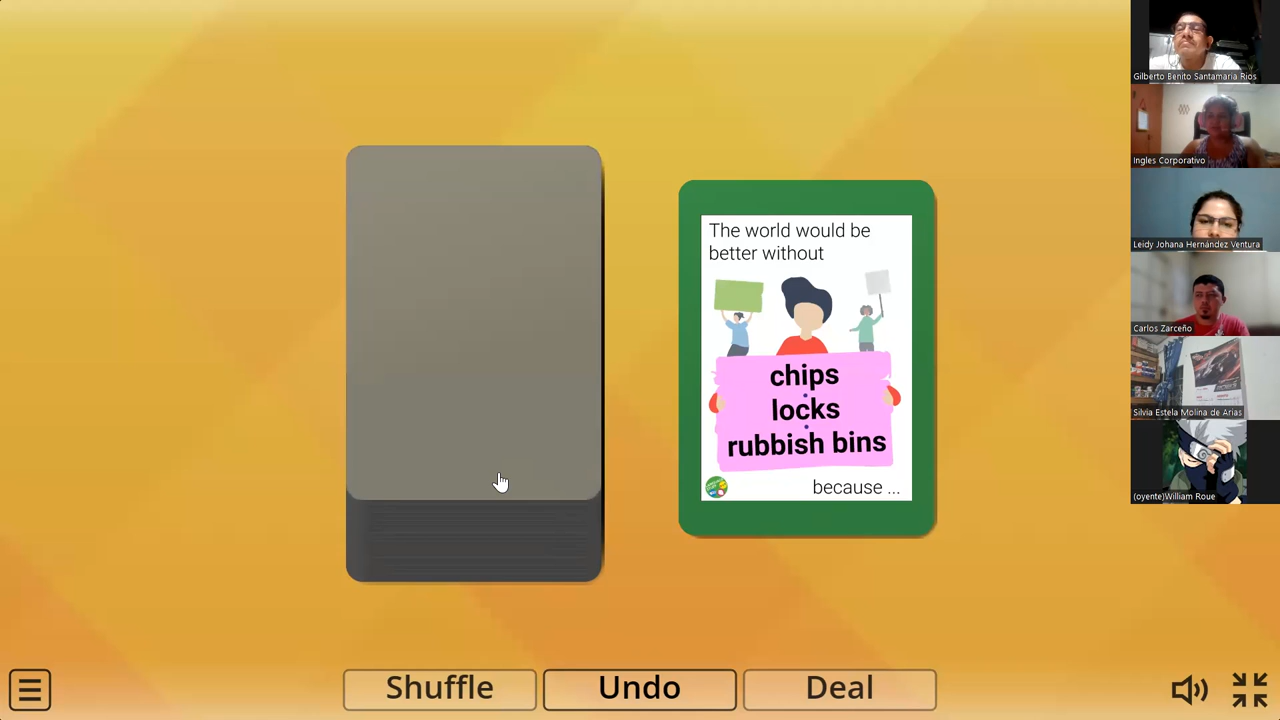 The world would be
better without
chips
locks
rubbish bins
because ...
Shuffle
Undo
Deal
Gilberto Benito Santamaria Rios
Ingles Corporativo
Leidy Johana Hernández Ventura
Carlos Zarceño
Silvia Estela Molina de Arias
(oyente)William Roue